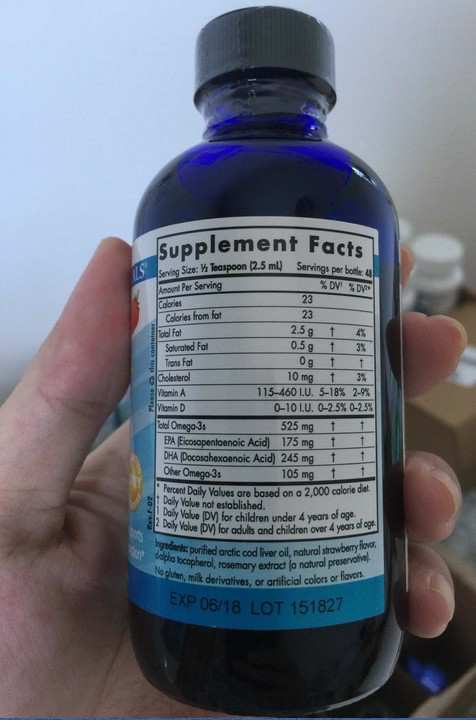 ALS®
Supplement Facts
Serving Size: ½ Teaspoon (2.5 mL) Servings per bottle: 48
Amount Per Serving % DV¹ % DV²*
Calories 23
Calories from fat 23
Total Fat 2.5 g † 4%
Saturated Fat 0.5 g † 3%
Trans Fat 0 g † †
Cholesterol 10 mg † 3%
Vitamin A 115–460 I.U. 5–18% 2–9%
Vitamin D 0–10 I.U. 0–2.5% 0–2.5%
Total Omega-3s 525 mg † †
EPA (Eicosapentaenoic Acid) 175 mg † †
DHA (Docosahexaenoic Acid) 245 mg † †
Other Omega-3s 105 mg † †
* Percent Daily Values are based on a 2,000 calorie diet.
† Daily Value not established.
1 Daily Value (DV) for children under 4 years of age.
2 Daily Value (DV) for adults and children over 4 years of age.
Ingredients: purified arctic cod liver oil, natural strawberry flavor,
d-alpha tocopherol, rosemary extract (a natural preservative).
No gluten, milk derivatives, or artificial colors or flavors.
EXP 06/18 LOT 151827
Please this container.